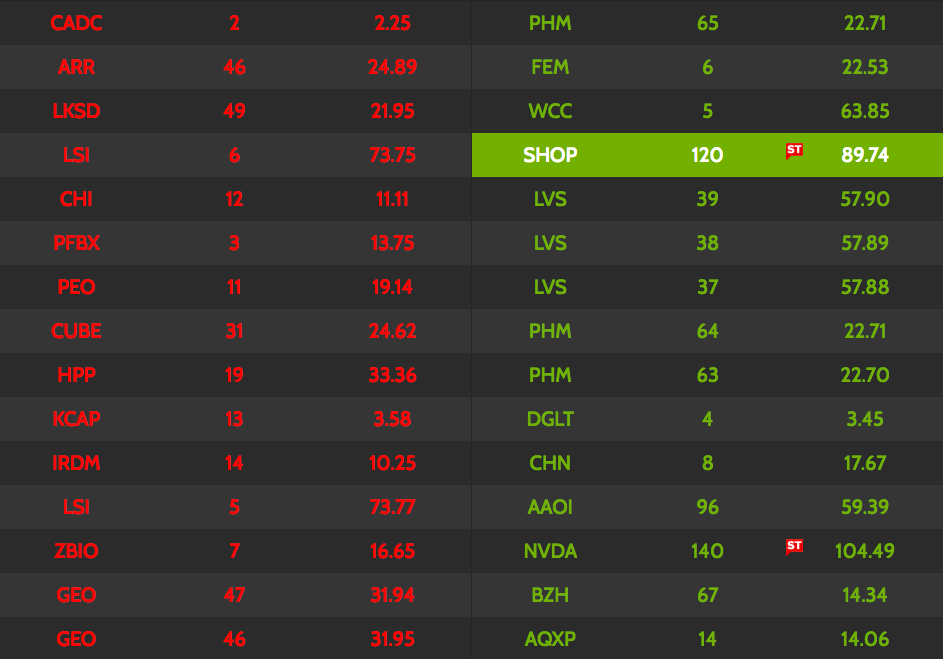 CADC 2 2.25 PHM 65 22.71
ARR 46 24.89 FEM 6 22.53
LKSD 49 21.95 WCC 5 63.85
LSI 6 73.75 SHOP 120 ST 89.74
CHI 12 11.11 LVS 39 57.90
PFBX 3 13.75 LVS 38 57.89
PEO 11 19.14 LVS 37 57.88
CUBE 31 24.62 PHM 64 22.71
HPP 19 33.36 PHM 63 22.70
KCAP 13 3.58 DGLT 4 3.45
IRDM 14 10.25 CHN 8 17.67
LSI 5 73.77 AAOI 96 59.39
ZBIO 7 16.65 NVDA 140 ST 104.49
GEO 47 31.94 BZH 67 14.34
GEO 46 31.95 AQXP 14 14.06